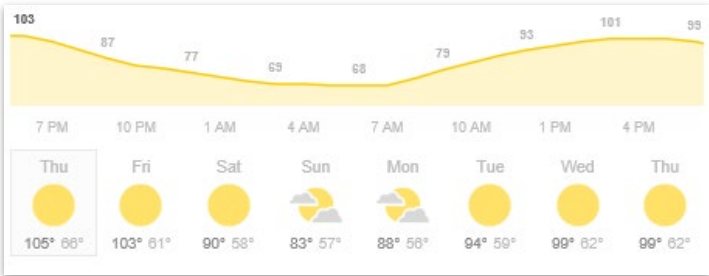 103 87 77 69 68 79 93 101 99
7 PM 10 PM 1 AM 4 AM 7 AM 10 AM 1 PM 4 PM
Thu Fri Sat Sun Mon Tue Wed Thu
105° 66° 103° 61° 90° 58° 83° 57° 88° 56° 94° 59° 99° 62° 99° 62°